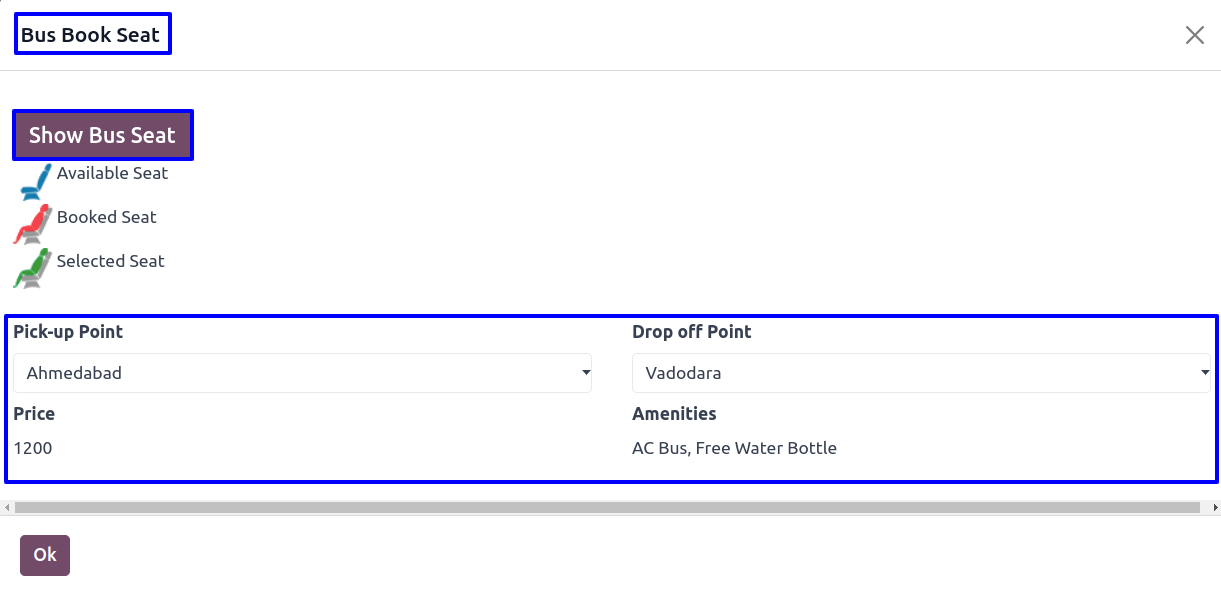 Bus Book Seat
Show Bus Seat
Available Seat
Booked Seat
Selected Seat
Pick-up Point
Drop off Point
Ahmedabad
Vadodara
Price
Amenities
1200
AC Bus, Free Water Bottle
Ok